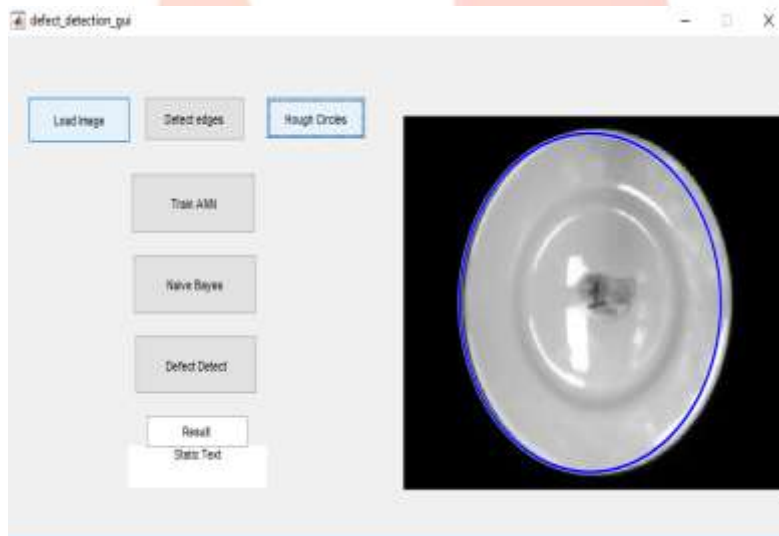 defect_detection_gui
Load Image
Detect edges
Hough Circles
Train ANN
Naive Bayes
Defect Detect
Result
Static Text